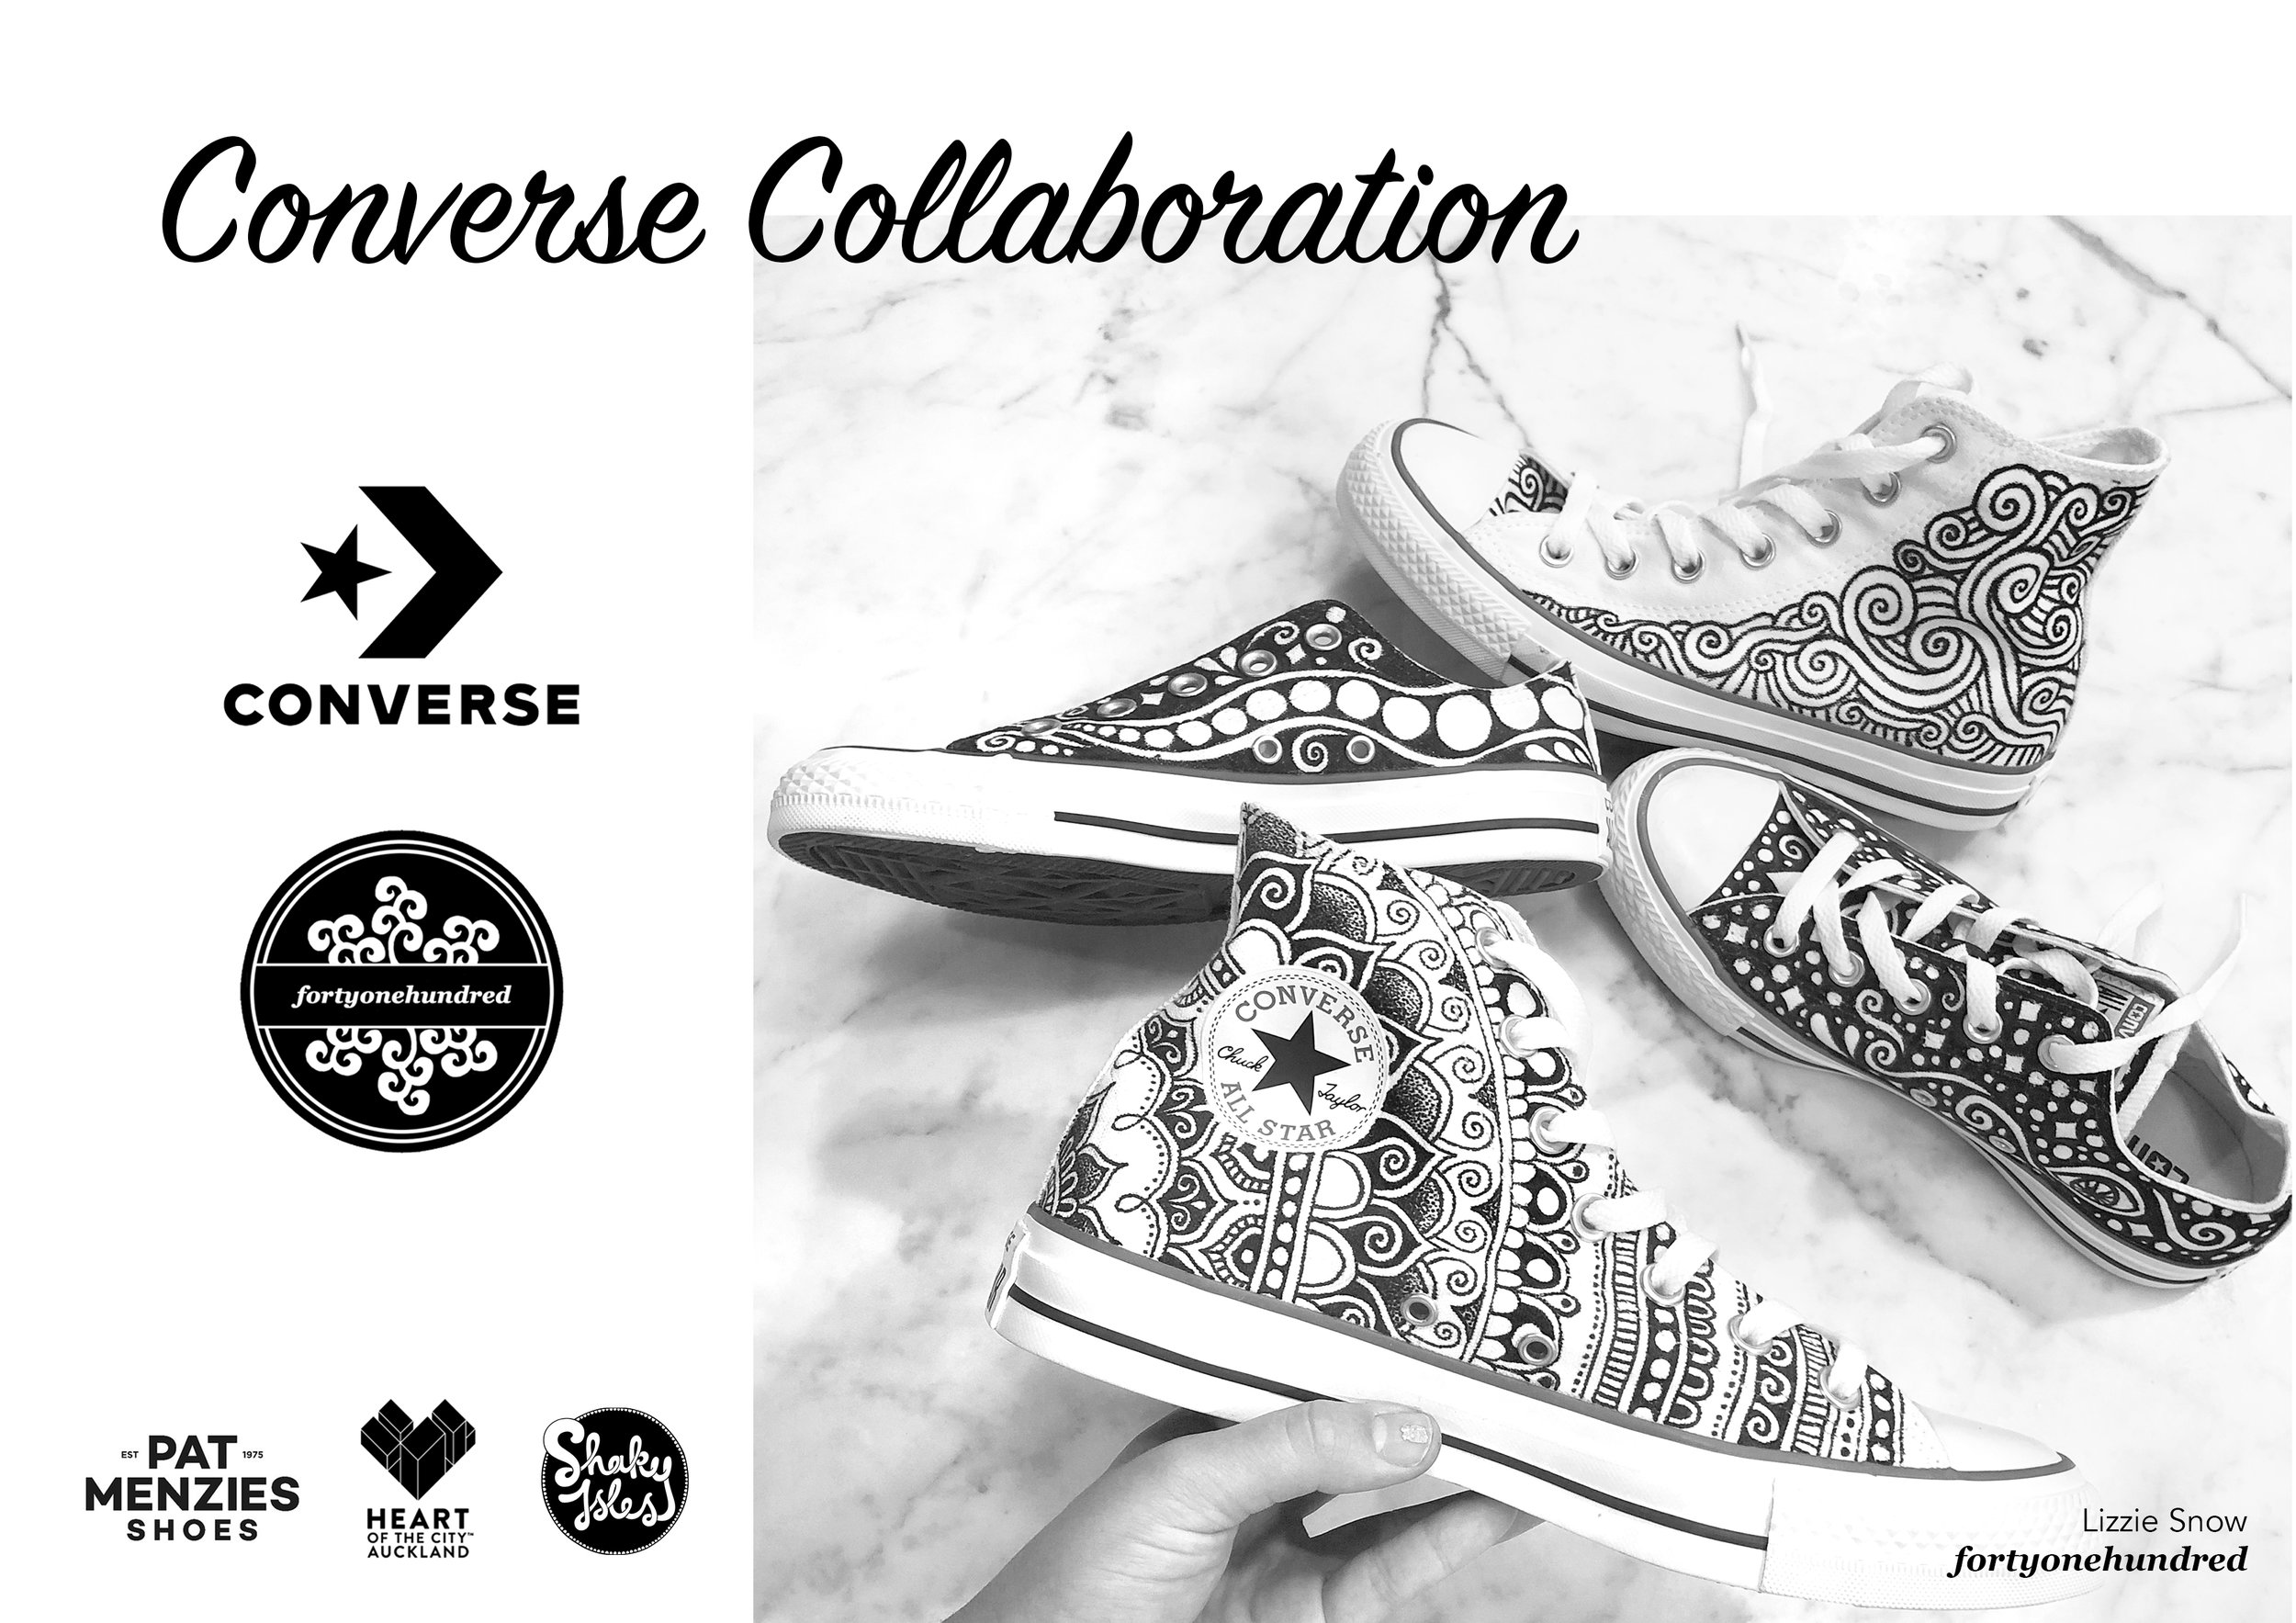 Converse Collaboration
CONVERSE
fortyonehundred
EST PAT 1975
MENZIES
SHOES
HEART
OF THE CITY™
AUCKLAND
Shaky
Isles
CONVERSE
Chuck Taylor
ALL STAR
Lizzie Snow
fortyonehundred